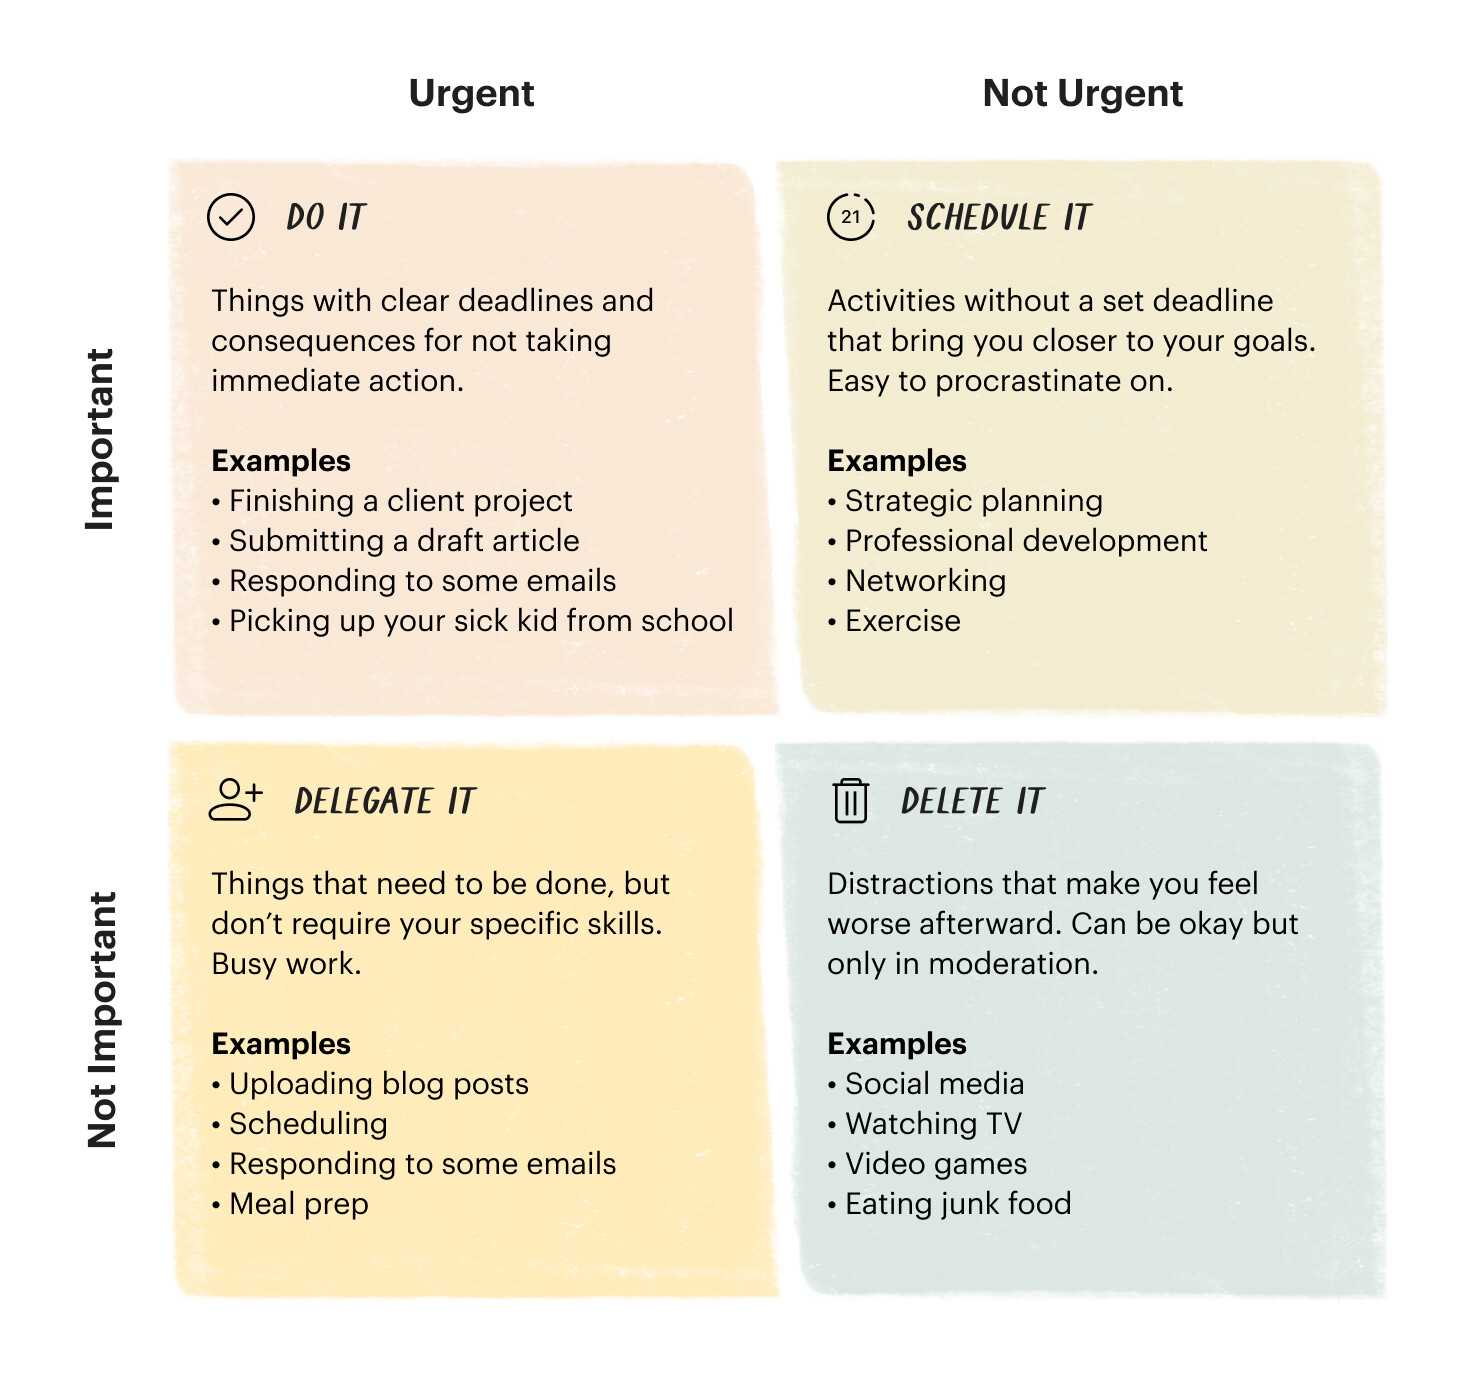 Urgent
Not Urgent
Important
DO IT
Things with clear deadlines and
consequences for not taking
immediate action.
Examples
• Finishing a client project
• Submitting a draft article
• Responding to some emails
• Picking up your sick kid from school
21
SCHEDULE IT
Activities without a set deadline
that bring you closer to your goals.
Easy to procrastinate on.
Examples
• Strategic planning
• Professional development
• Networking
• Exercise
Not Important
DELEGATE IT
Things that need to be done, but
don’t require your specific skills.
Busy work.
Examples
• Uploading blog posts
• Scheduling
• Responding to some emails
• Meal prep
DELETE IT
Distractions that make you feel
worse afterward. Can be okay but
only in moderation.
Examples
• Social media
• Watching TV
• Video games
• Eating junk food